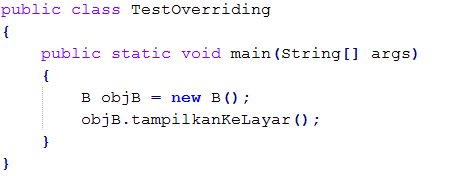 public class TestOverriding
{
    public static void main(String[] args)
    {
        B objB = new B();
        objB.tampilkanKeLayar();
    }
}